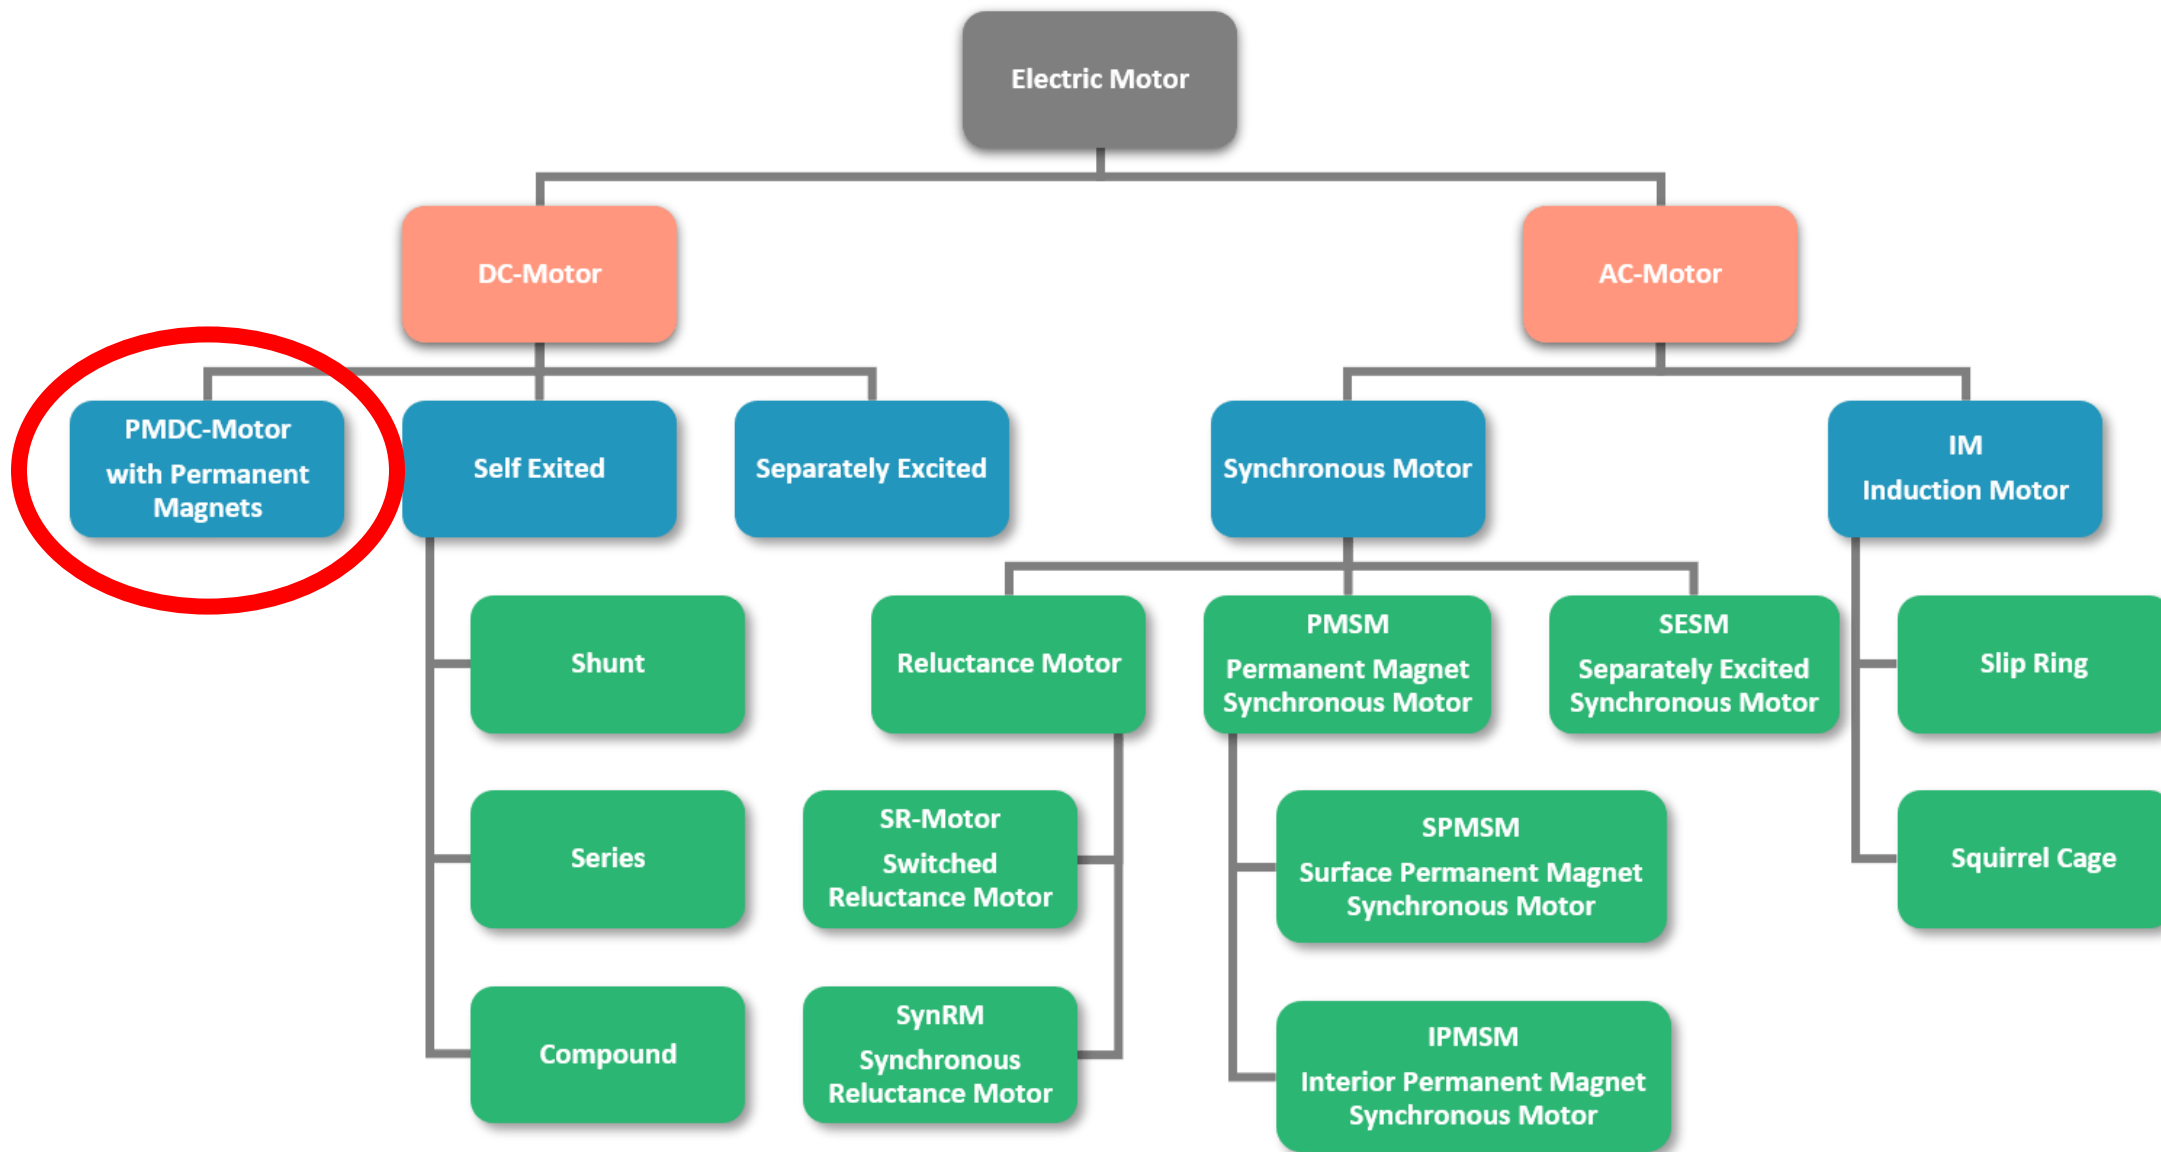 Electric Motor
DC-Motor
AC-Motor
PMDC-Motor
with Permanent
Magnets
Self Exited
Separately Excited
Synchronous Motor
IM
Induction Motor
Shunt
Series
Compound
Reluctance Motor
SR-Motor
Switched
Reluctance Motor
SynRM
Synchronous
Reluctance Motor
PMSM
Permanent Magnet
Synchronous Motor
SPMSM
Surface Permanent Magnet
Synchronous Motor
IPMSM
Interior Permanent Magnet
Synchronous Motor
SESM
Separately Excited
Synchronous Motor
Slip Ring
Squirrel Cage